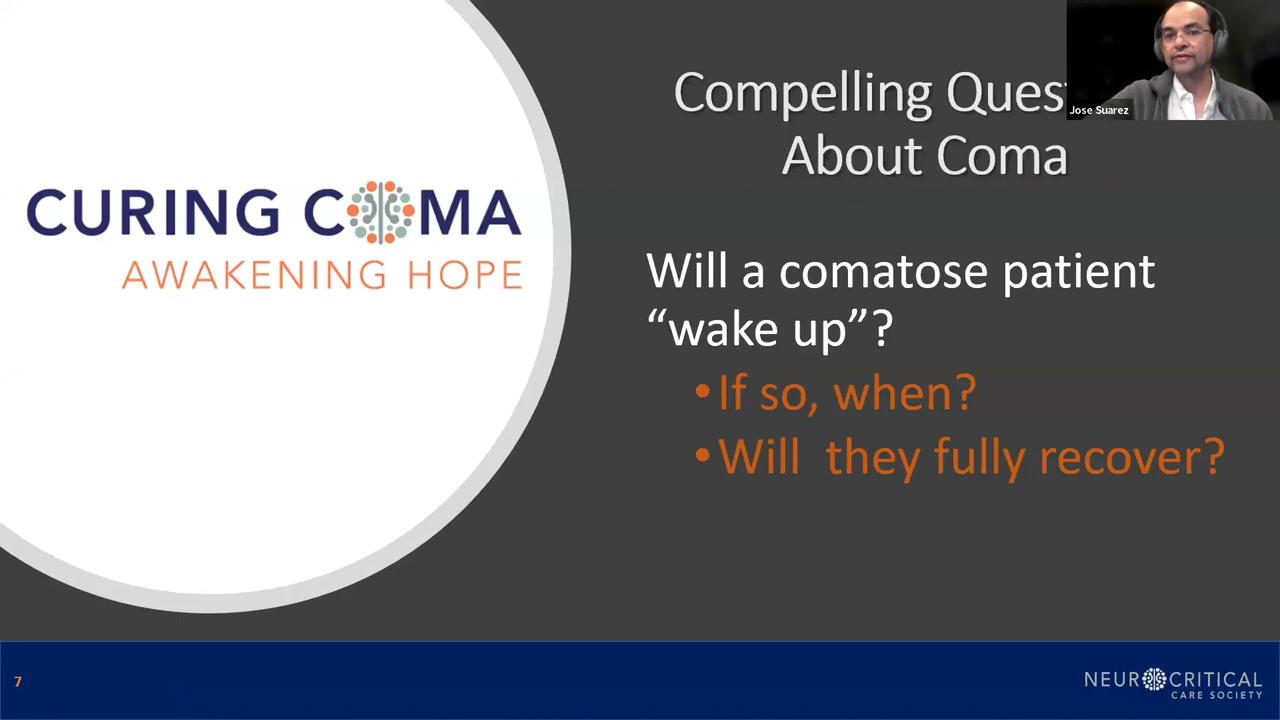 Compelling Ques
About Coma
Jose Suarez
CURING COMA
AWAKENING HOPE
Will a comatose patient
“wake up”?
•If so, when?
•Will they fully recover?
7
NEUROCRITICAL
CARE SOCIETY